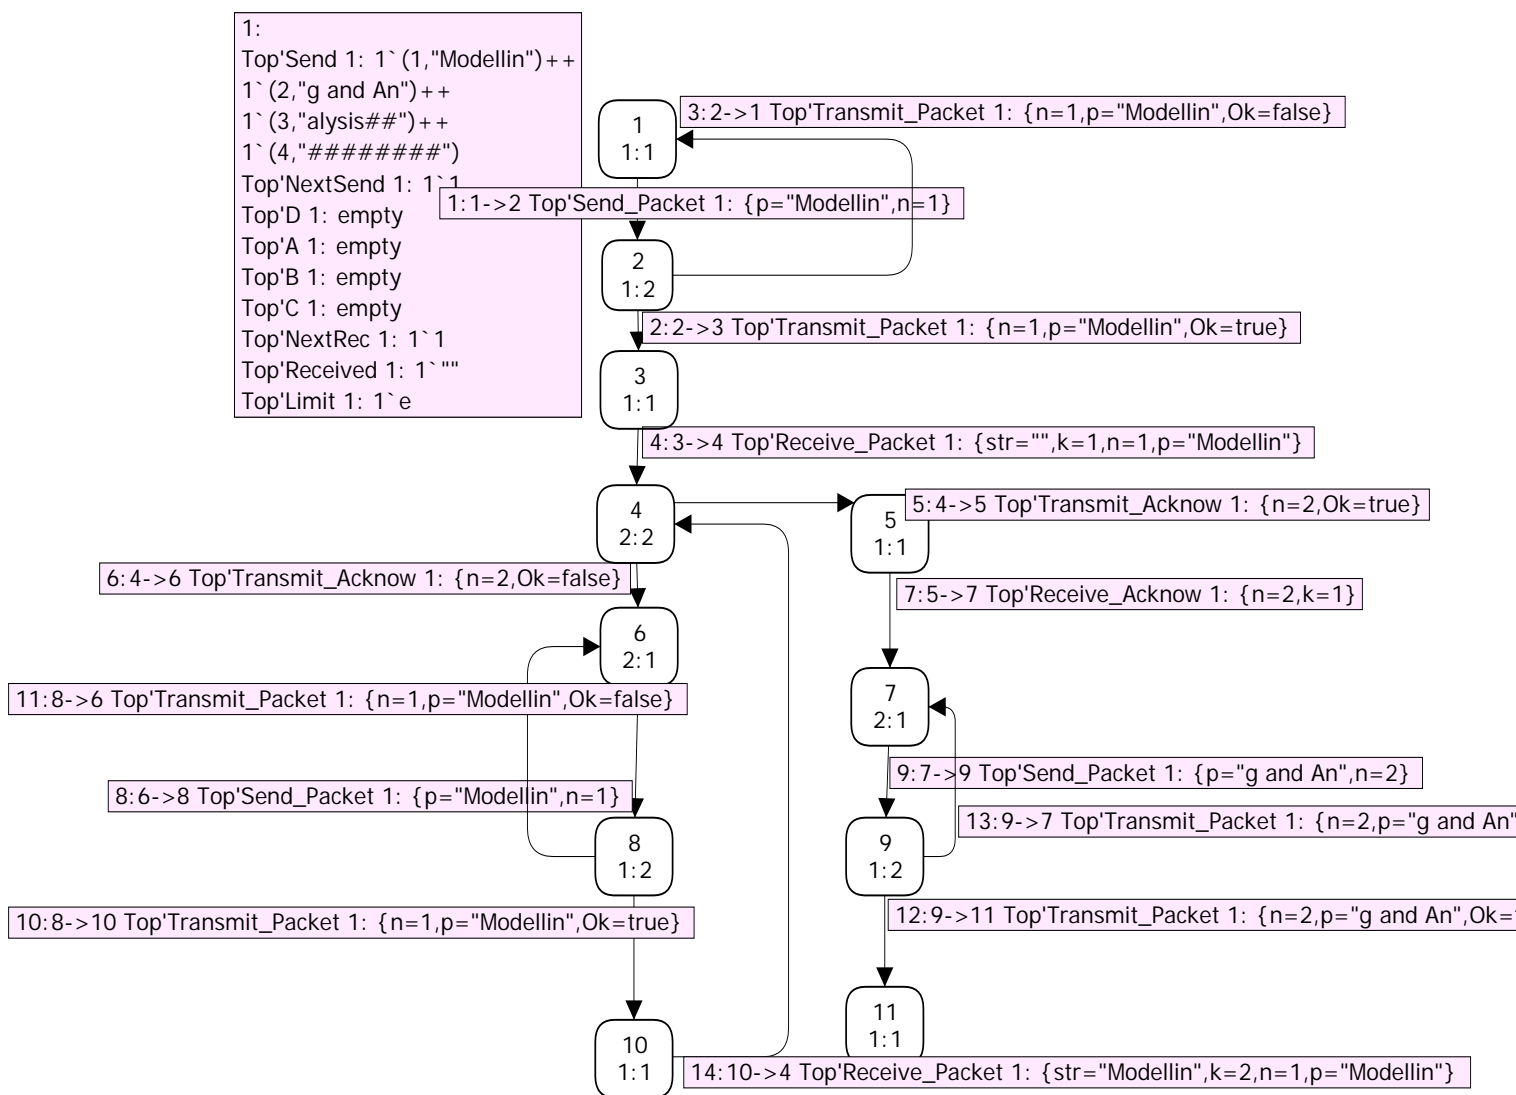 1:
Top'Send 1: 1`(1,"Modellin")++
1`(2,"g and An")++
1`(3,"alysis##")++
1`(4,"########")
Top'NextSend 1: 1`1
Top'D 1: empty
Top'A 1: empty
Top'B 1: empty
Top'C 1: empty
Top'NextRec 1: 1`1
Top'Received 1: 1`""
Top'Limit 1: 1`e
1
1:1
3:2->1 Top'Transmit_Packet 1: {n=1,p="Modellin",Ok=false}
1:1->2 Top'Send_Packet 1: {p="Modellin",n=1}
2
1:2
2:2->3 Top'Transmit_Packet 1: {n=1,p="Modellin",Ok=true}
3
1:1
4:3->4 Top'Receive_Packet 1: {str="",k=1,n=1,p="Modellin"}
4
2:2
5
1:1
5:4->5 Top'Transmit_Acknow 1: {n=2,Ok=true}
6:4->6 Top'Transmit_Acknow 1: {n=2,Ok=false}
7:5->7 Top'Receive_Acknow 1: {n=2,k=1}
6
2:1
11:8->6 Top'Transmit_Packet 1: {n=1,p="Modellin",Ok=false}
7
2:1
9:7->9 Top'Send_Packet 1: {p="g and An",n=2}
8:6->8 Top'Send_Packet 1: {p="Modellin",n=1}
13:9->7 Top'Transmit_Packet 1: {n=2,p="g and An"
8
1:2
9
1:2
10:8->10 Top'Transmit_Packet 1: {n=1,p="Modellin",Ok=true}
12:9->11 Top'Transmit_Packet 1: {n=2,p="g and An",Ok=
11
1:1
10
1:1
14:10->4 Top'Receive_Packet 1: {str="Modellin",k=2,n=1,p="Modellin"}